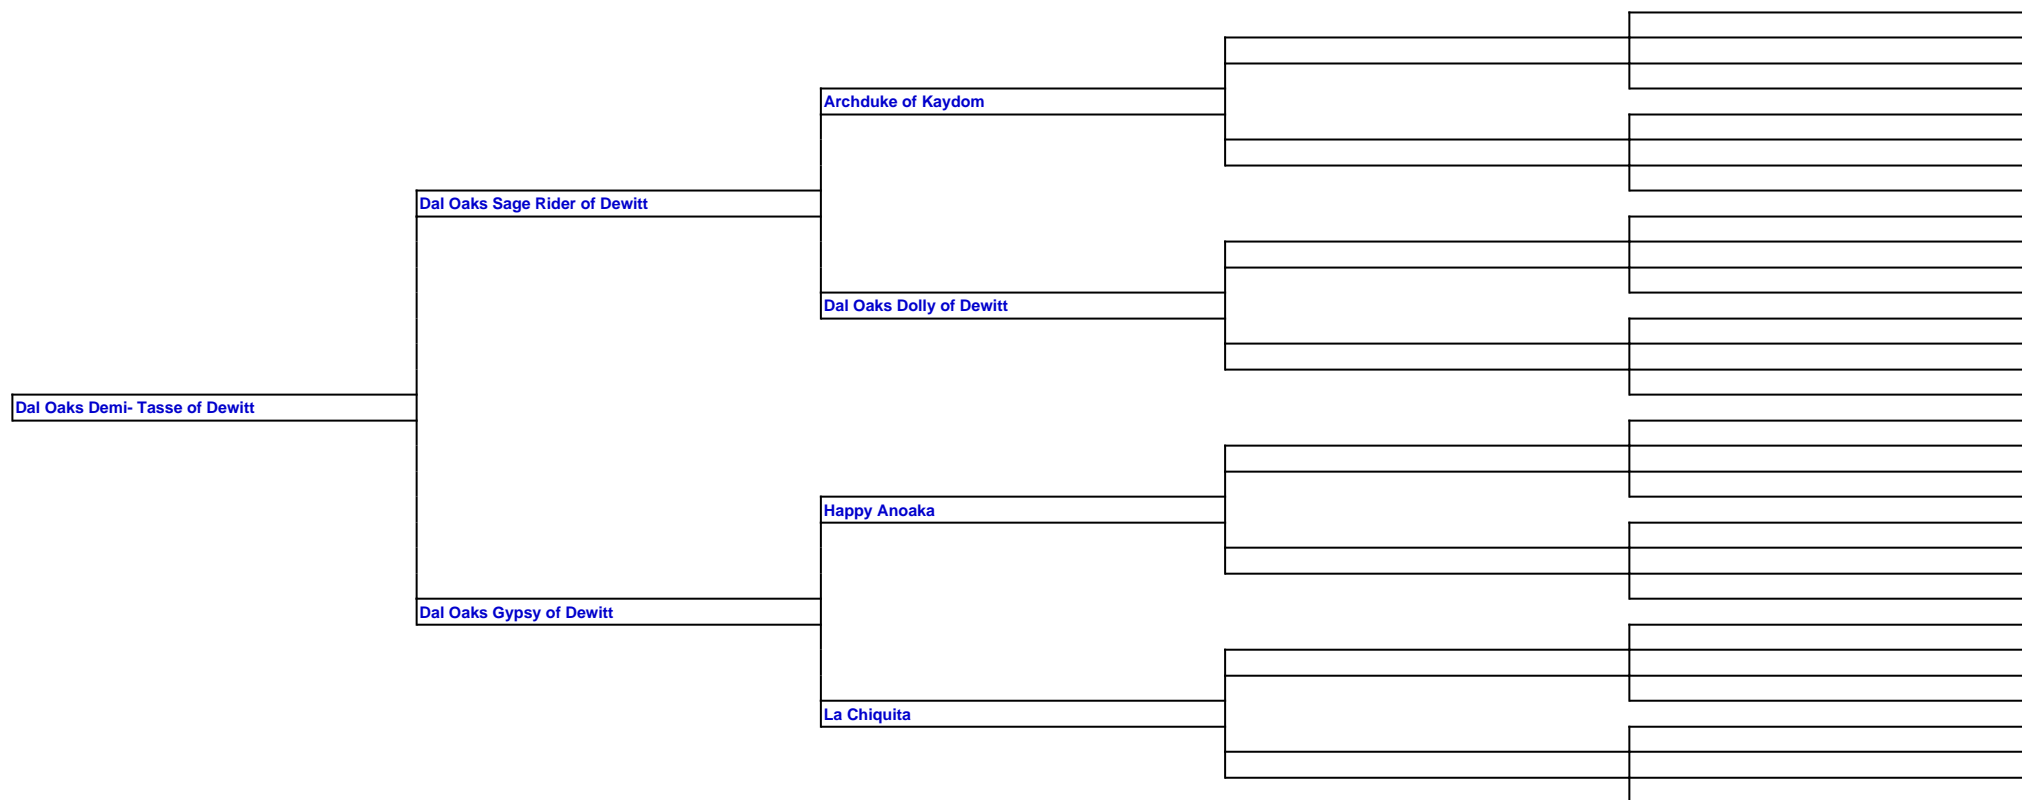 Archduke of Kaydom
Dal Oaks Sage Rider of Dewitt
Dal Oaks Dolly of Dewitt
Dal Oaks Demi- Tasse of Dewitt
Happy Anoaka
Dal Oaks Gypsy of Dewitt
La Chiquita